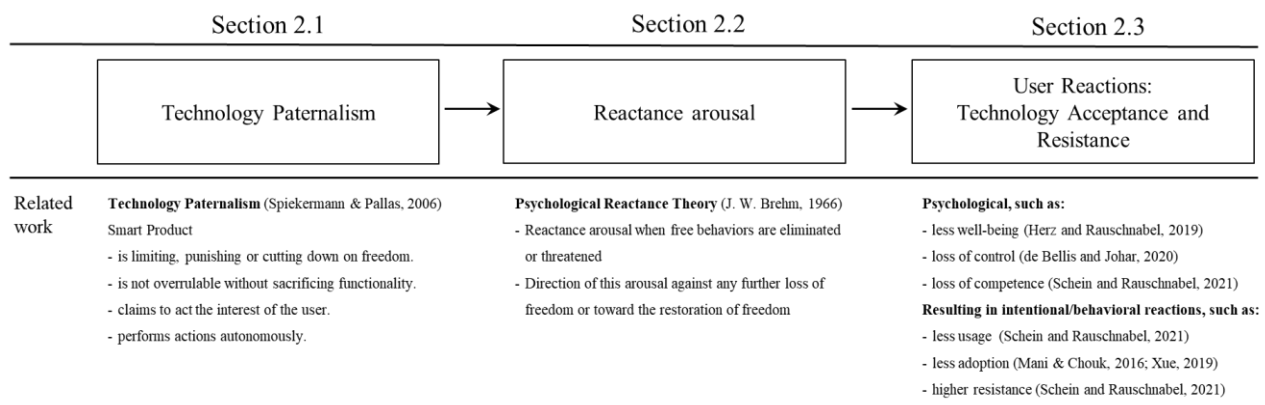 Section 2.1
Section 2.2
Section 2.3
Technology Paternalism
Reactance arousal
User Reactions:
Technology Acceptance and
Resistance
Related
work
Technology Paternalism (Spiekermann & Pallas, 2006)
Smart Product
- is limiting, punishing or cutting down on freedom.
- is not overrulable without sacrificing functionality.
- claims to act the interest of the user.
- performs actions autonomously.
Psychological Reactance Theory (J. W. Brehm, 1966)
- Reactance arousal when free behaviors are eliminated
or threatened
- Direction of this arousal against any further loss of
freedom or toward the restoration of freedom
Psychological, such as:
- less well-being (Herz and Rauschnabel, 2019)
- loss of control (de Bellis and Johar, 2020)
- loss of competence (Schein and Rauschnabel, 2021)
Resulting in intentional/behavioral reactions, such as:
- less usage (Schein and Rauschnabel, 2021)
- less adoption (Mani & Chouk, 2016; Xue, 2019)
- higher resistance (Schein and Rauschnabel, 2021)